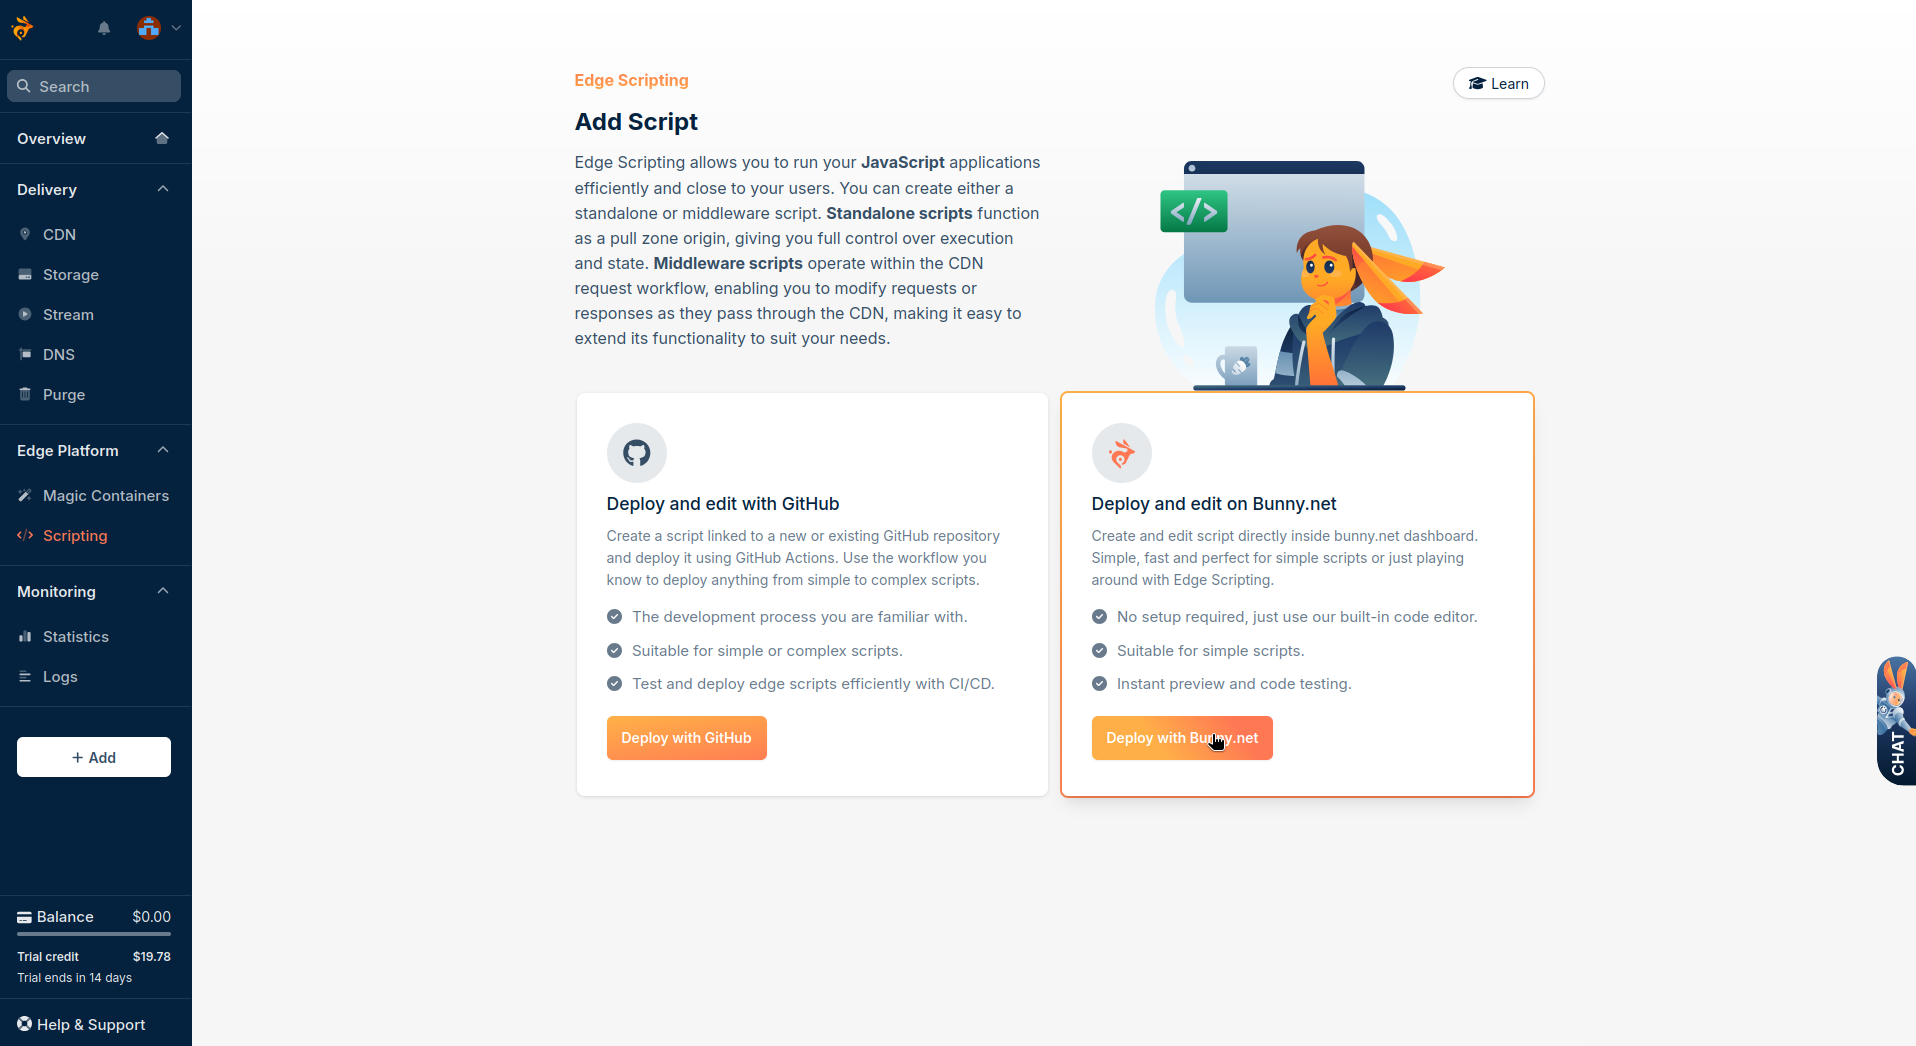 Search
Overview
Delivery
CDN
Storage
Stream
DNS
Purge
Edge Platform
Magic Containers
Scripting
Monitoring
Statistics
Logs
+ Add
Balance $0.00
Trial credit $19.78
Trial ends in 14 days
Help & Support
Edge Scripting
Learn
Add Script
Edge Scripting allows you to run your JavaScript applications
efficiently and close to your users. You can create either a
standalone or middleware script. Standalone scripts function
as a pull zone origin, giving you full control over execution
and state. Middleware scripts operate within the CDN
request workflow, enabling you to modify requests or
responses as they pass through the CDN, making it easy to
extend its functionality to suit your needs.
</>
Deploy and edit with GitHub
Create a script linked to a new or existing GitHub repository
and deploy it using GitHub Actions. Use the workflow you
know to deploy anything from simple to complex scripts.
The development process you are familiar with.
Suitable for simple or complex scripts.
Test and deploy edge scripts efficiently with CI/CD.
Deploy with GitHub
Deploy and edit on Bunny.net
Create and edit script directly inside bunny.net dashboard.
Simple, fast and perfect for simple scripts or just playing
around with Edge Scripting.
No setup required, just use our built-in code editor.
Suitable for simple scripts.
Instant preview and code testing.
Deploy with Bunny.net
CHAT